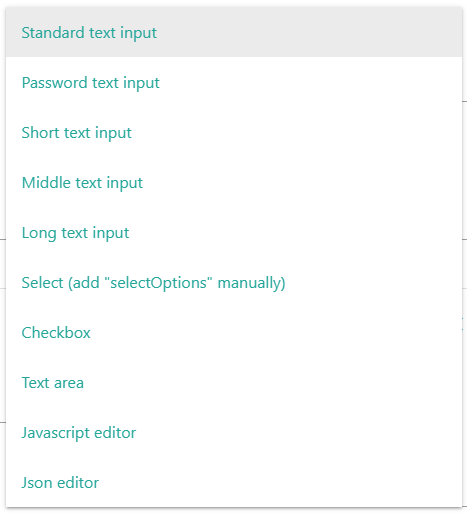 Standard text input
Password text input
Short text input
Middle text input
Long text input
Select (add "selectOptions" manually)
Checkbox
Text area
Javascript editor
Json editor